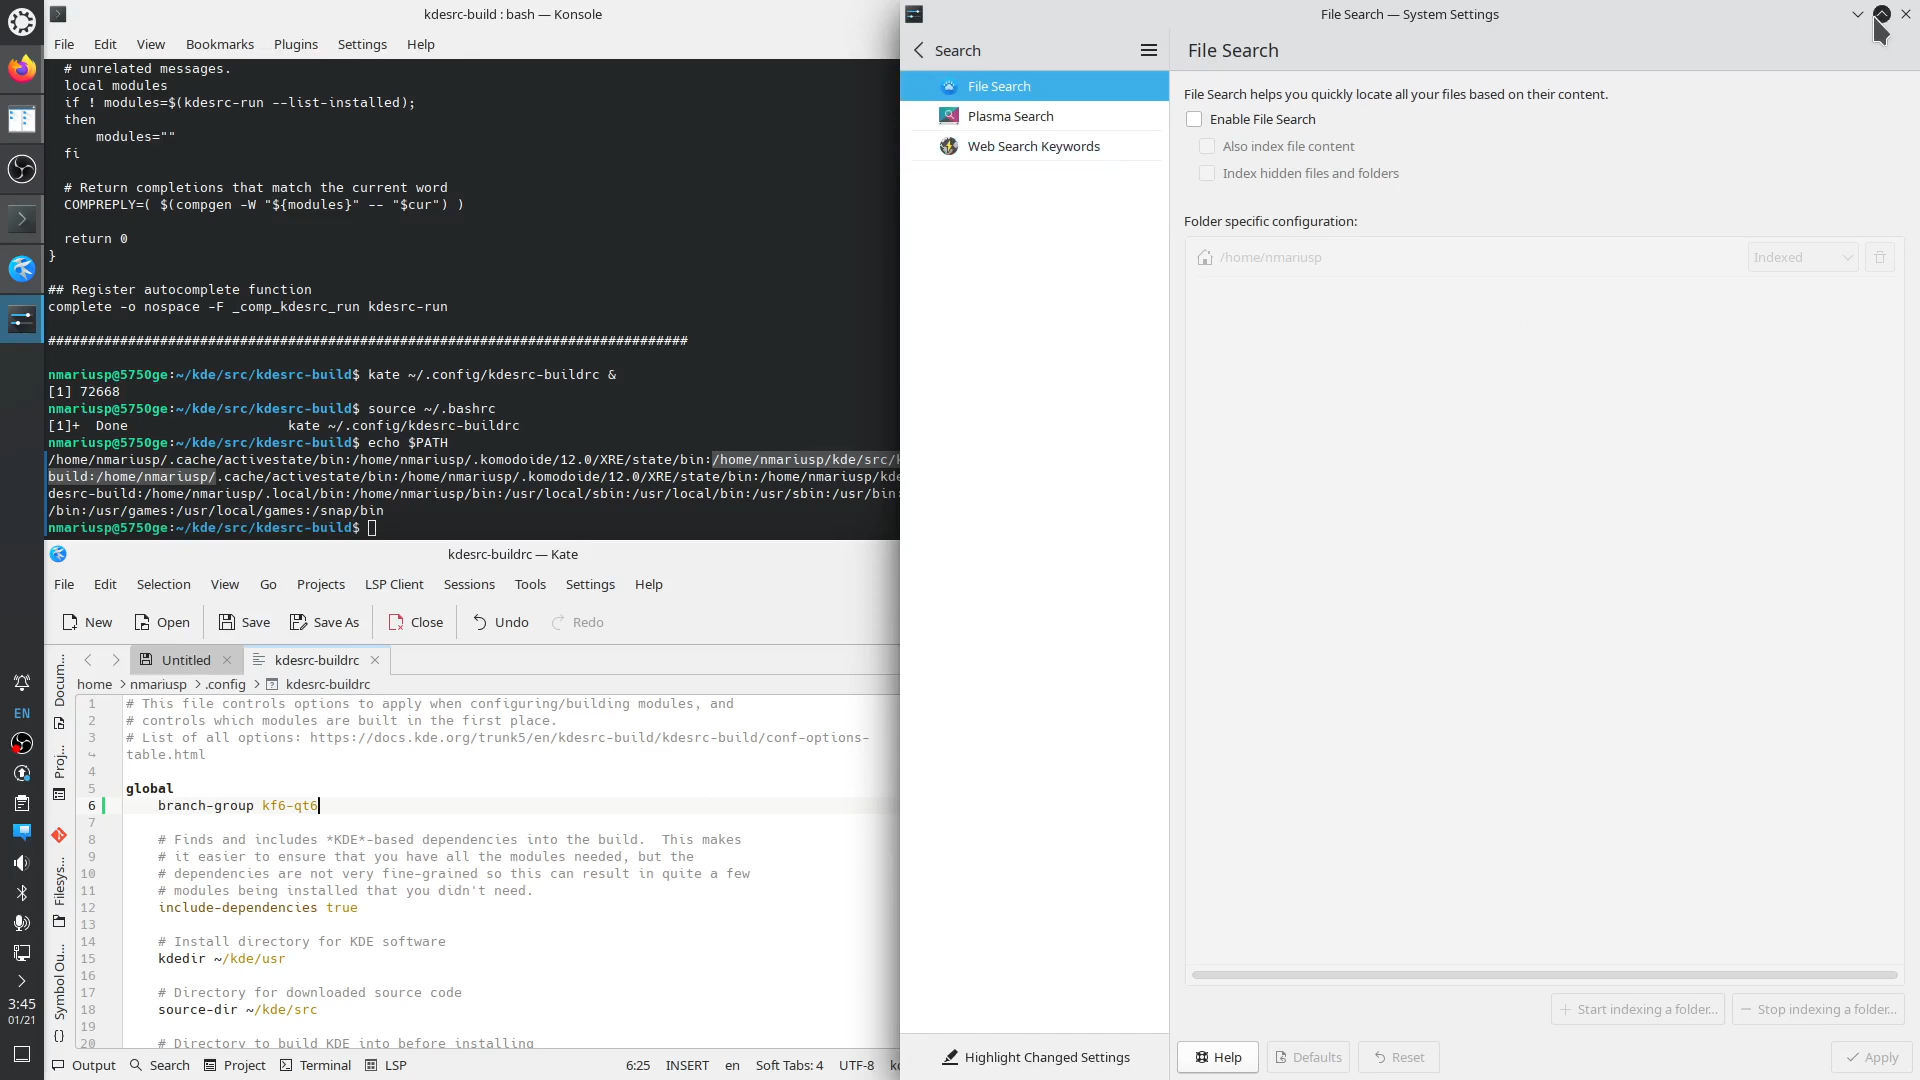 kdesrc-build : bash — Konsole
File Edit View Bookmarks Plugins Settings Help
# unrelated messages.
local modules
if ! modules=$(kdesrc-run --list-installed);
then
modules=""
fi
# Return completions that match the current word
COMPREPLY=( $(compgen -W "${modules}" -- "$cur") )
return 0
}
## Register autocomplete function
complete -o nospace -F _comp_kdesrc_run kdesrc-run
################################################################################
nmariusp@5750ge:~/kde/src/kdesrc-build$ kate ~/.config/kdesrc-buildrc &
[1] 72668
nmariusp@5750ge:~/kde/src/kdesrc-build$ source ~/.bashrc
[1]+  Done                    kate ~/.config/kdesrc-buildrc
nmariusp@5750ge:~/kde/src/kdesrc-build$ echo $PATH
/home/nmariusp/.cache/activestate/bin:/home/nmariusp/.komodoide/12.0/XRE/state/bin:/home/nmariusp/kde/src/
build:/home/nmariusp/.cache/activestate/bin:/home/nmariusp/.komodoide/12.0/XRE/state/bin:/home/nmariusp/kde
desrc-build:/home/nmariusp/.local/bin:/home/nmariusp/bin:/usr/local/sbin:/usr/local/bin:/usr/sbin:/usr/bin:
/bin:/usr/games:/usr/local/games:/snap/bin
nmariusp@5750ge:~/kde/src/kdesrc-build$
kdesrc-buildrc — Kate
File Edit Selection View Go Projects LSP Client Sessions Tools Settings Help
New Open Save Save As Close Undo Redo
Untitled kdesrc-buildrc
home > nmariusp > .config > kdesrc-buildrc
Docum...
Proj...
Filesys...
Symbol Ou...
1 # This file controls options to apply when configuring/building modules, and
2 # controls which modules are built in the first place.
3 # List of all options: https://docs.kde.org/trunk5/en/kdesrc-build/kdesrc-build/conf-options-
table.html
4
5 global
6 branch-group kf6-qt6
7
8 # Finds and includes *KDE*-based dependencies into the build.  This makes
9 # it easier to ensure that you have all the modules needed, but the
10 # dependencies are not very fine-grained so this can result in quite a few
11 # modules being installed that you didn't need.
12 include-dependencies true
13
14 # Install directory for KDE software
15 kdedir ~/kde/usr
16
17 # Directory for downloaded source code
18 source-dir ~/kde/src
19
20 # Directory to build KDE into before installing
Output Search Project Terminal LSP 6:25 INSERT en Soft Tabs: 4 UTF-8
EN
3:45
01/21
File Search — System Settings
Search
File Search
Plasma Search
Web Search Keywords
Highlight Changed Settings
File Search
File Search helps you quickly locate all your files based on their content.
Enable File Search
Also index file content
Index hidden files and folders
Folder specific configuration:
/home/nmariusp Indexed
+ Start indexing a folder... − Stop indexing a folder...
Help Defaults Reset Apply